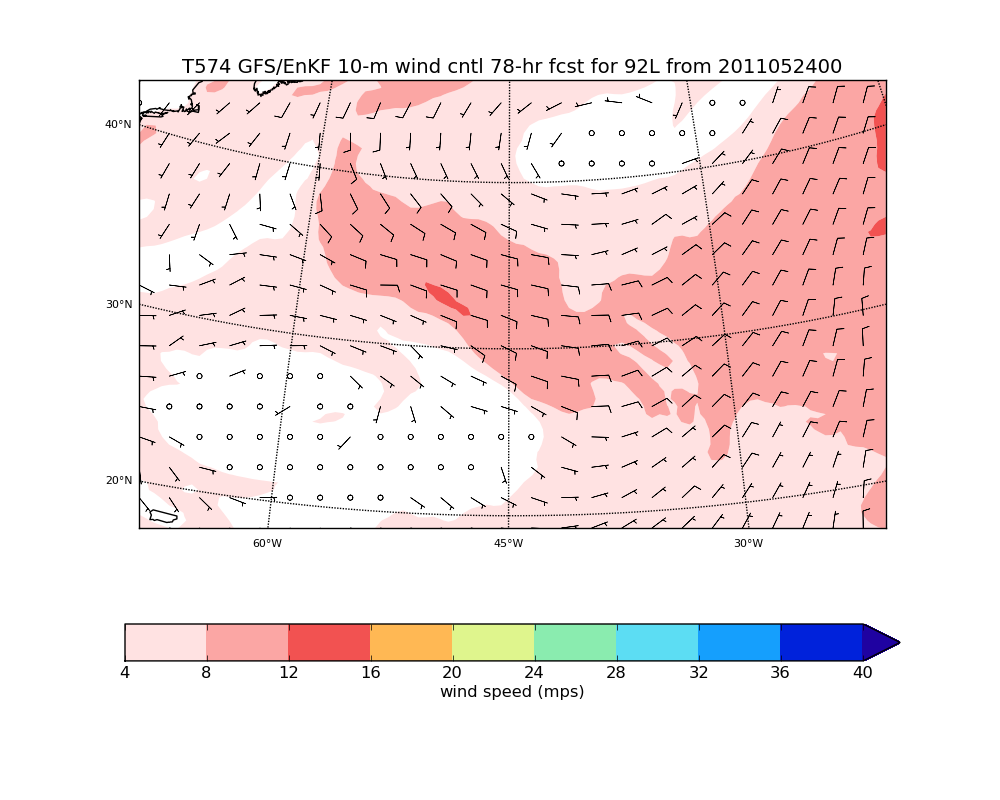 T574 GFS/EnKF 10-m wind cntl 78-hr fcst for 92L from 2011052400
40°N
30°N
20°N
60°W 45°W 30°W
4 8 12 16 20 24 28 32 36 40
wind speed (mps)